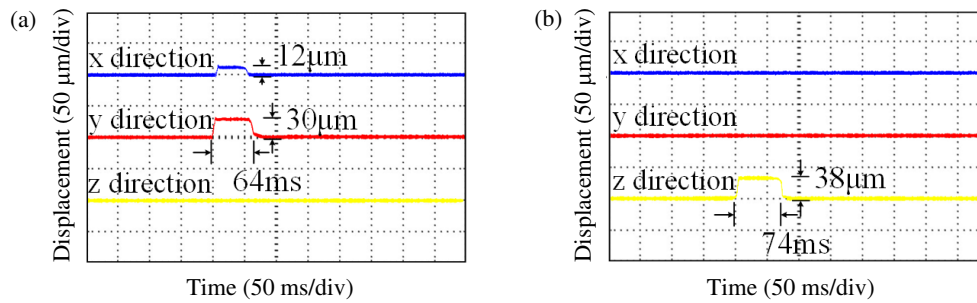 (a)
Displacement (50 μm/div)
x direction
12μm
y direction
30μm
64ms
z direction
Time (50 ms/div)
(b)
Displacement (50 μm/div)
x direction
y direction
z direction
38μm
74ms
Time (50 ms/div)